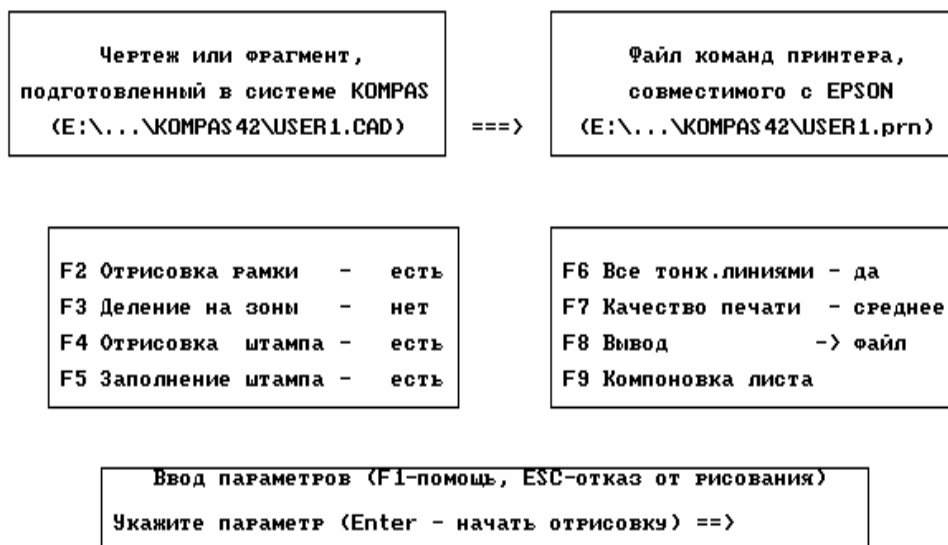 Чертеж или фрагмент,
подготовленный в системе KOMPAS
(E:\...\KOMPAS42\USER1.CAD)
===>
Файл команд принтера,
совместимого с EPSON
(E:\...\KOMPAS42\USER1.prn)
F2 Отрисовка рамки - есть
F3 Деление на зоны - нет
F4 Отрисовка штампа - есть
F5 Заполнение штампа - есть
F6 Все тонк.линиями - да
F7 Качество печати - среднее
F8 Вывод -> файл
F9 Компоновка листа
Ввод параметров (F1-помощь, ESC-отказ от рисования)
Укажите параметр (Enter - начать отрисовку) ==>